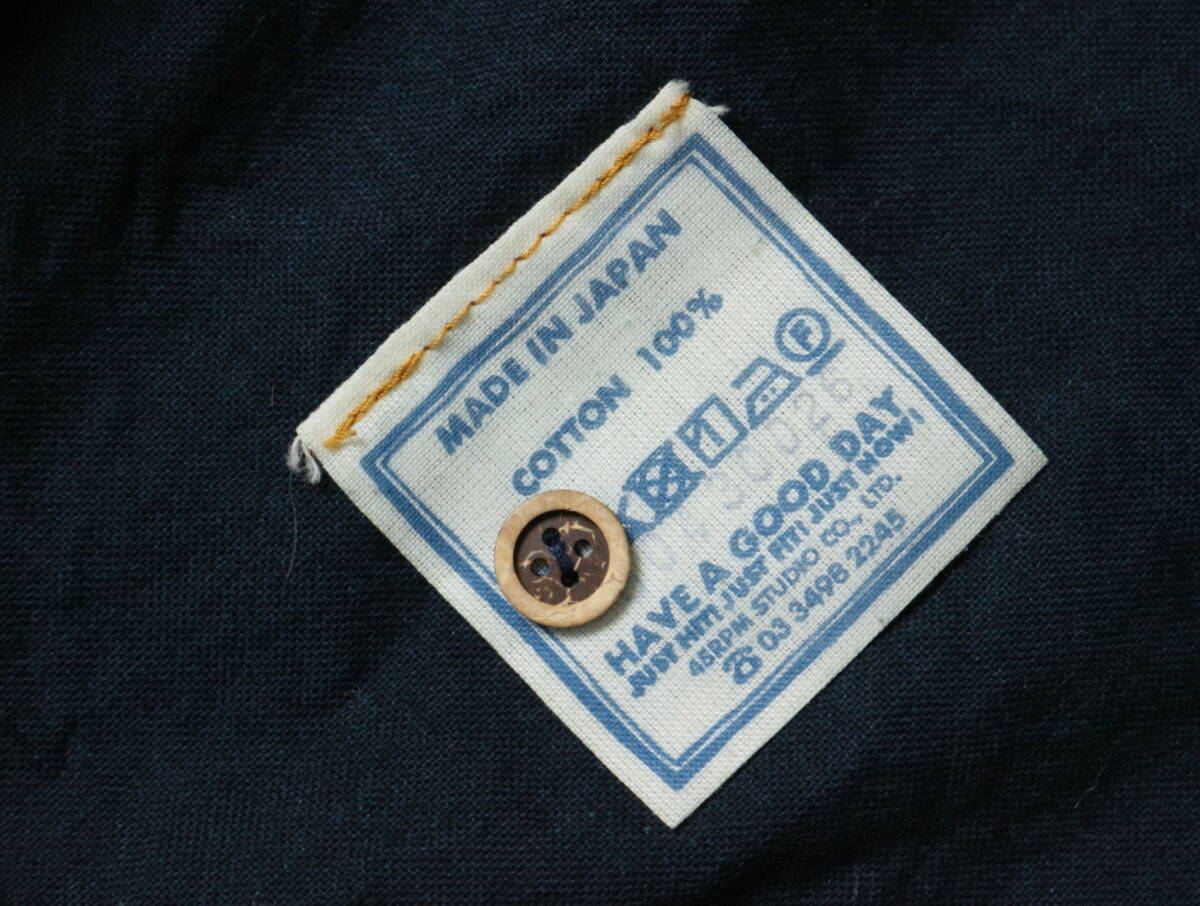 MADE IN JAPAN
COTTON 100%
F
HAVE A GOOD DAY
JUST HIT! JUST FIT! JUST NOW!
45RPM STUDIO CO., LTD.
☎ 03 3498 2245